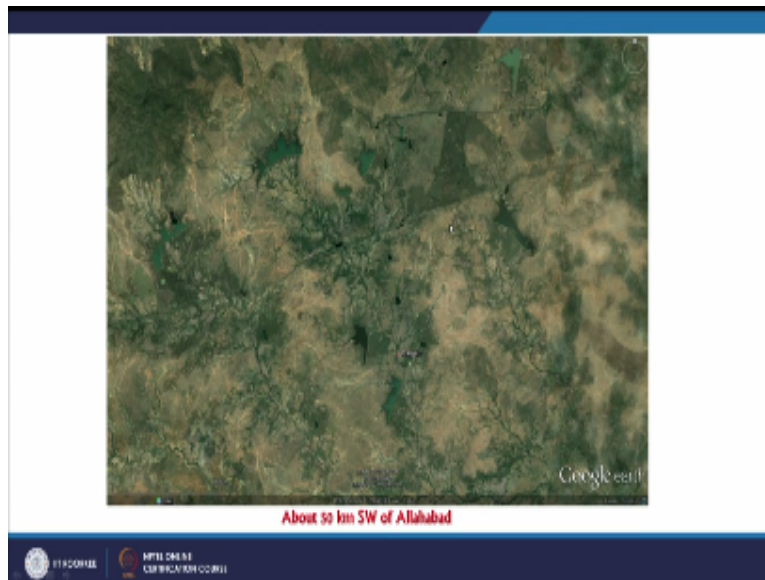 Google earth
About 50 km SW of Allahabad
IIT ROORKEE
NPTEL ONLINE
CERTIFICATION COURSE